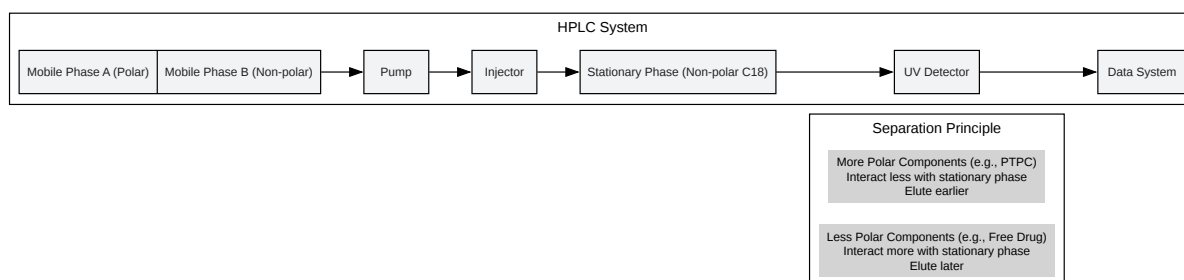 HPLC System
Mobile Phase A (Polar)
Mobile Phase B (Non-polar)
Pump
Injector
Stationary Phase (Non-polar C18)
UV Detector
Data System
Separation Principle
More Polar Components (e.g., PTPC)
Interact less with stationary phase
Elute earlier
Less Polar Components (e.g., Free Drug)
Interact more with stationary phase
Elute later